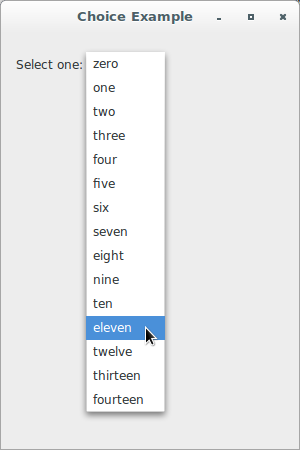 Choice Example
Select one:
zero
one
two
three
four
five
six
seven
eight
nine
ten
eleven
twelve
thirteen
fourteen